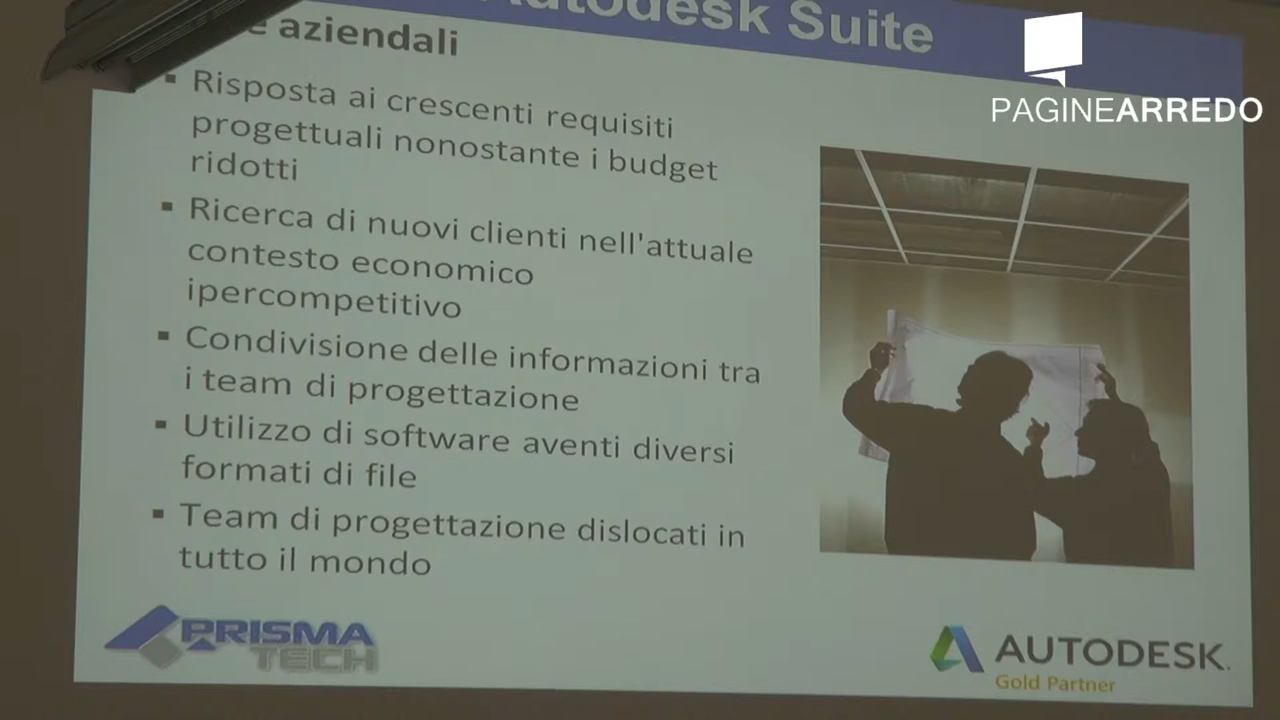 Autodesk Suite
aziendali
PAGINEARREDO
▪ Risposta ai crescenti requisiti
progettuali nonostante i budget
ridotti
▪ Ricerca di nuovi clienti nell'attuale
contesto economico
ipercompetitivo
▪ Condivisione delle informazioni tra
i team di progettazione
▪ Utilizzo di software aventi diversi
formati di file
▪ Team di progettazione dislocati in
tutto il mondo
PRISMA
TECH
AUTODESK.
Gold Partner